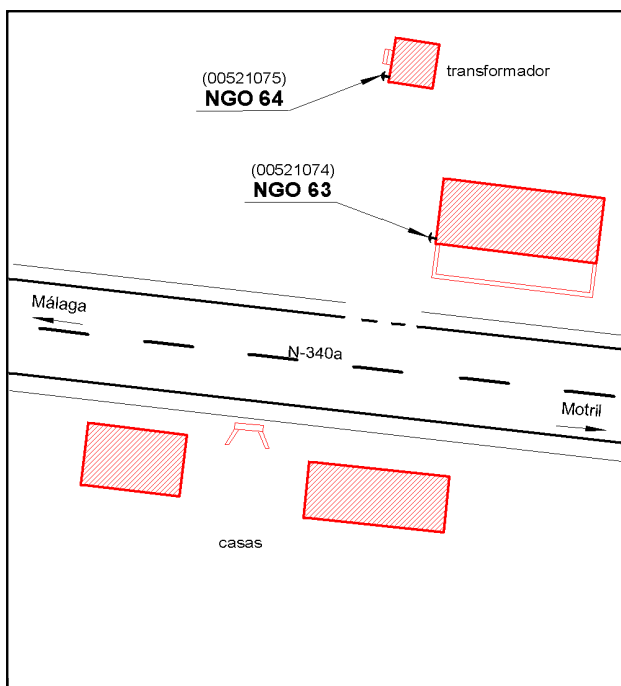 (00521075)
NGO 64
transformador
(00521074)
NGO 63
Málaga
N-340a
Motril
casas